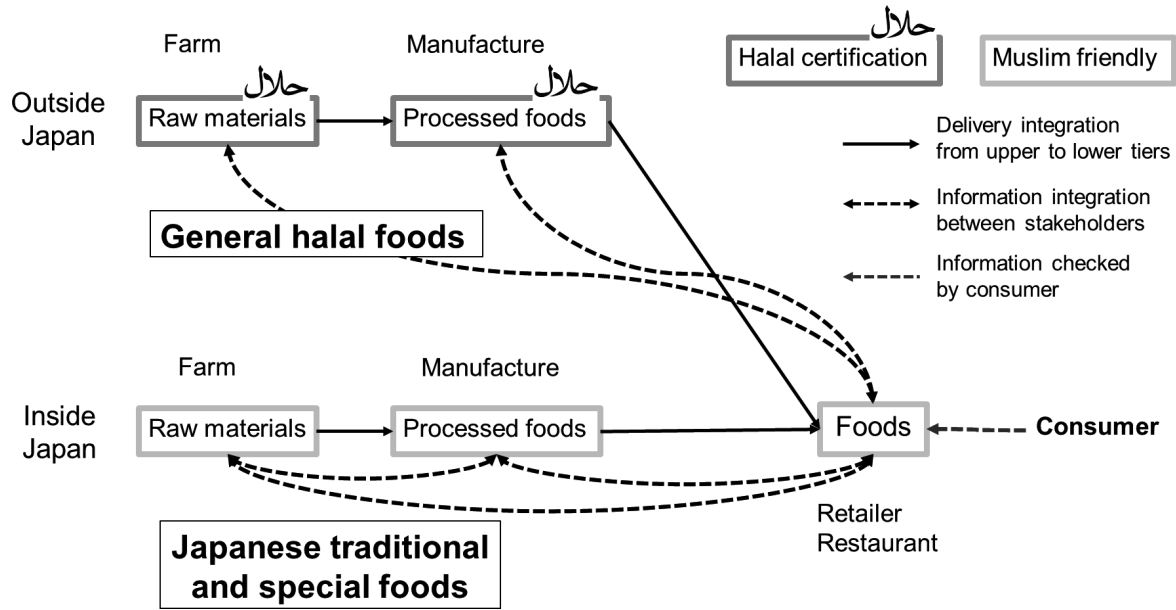 Farm
Manufacture
حلال
Halal certification
Muslim friendly
Outside
Japan
حلال
Raw materials
حلال
Processed foods
Delivery integration
from upper to lower tiers
Information integration
between stakeholders
Information checked
by consumer
General halal foods
Farm
Manufacture
Inside
Japan
Raw materials
Processed foods
Foods
Consumer
Retailer
Restaurant
Japanese traditional
and special foods